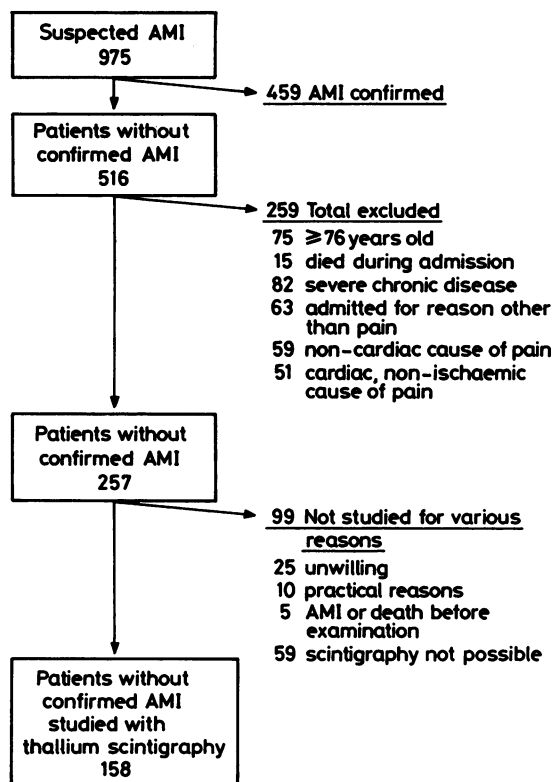 Suspected AMI
975
459 AMI confirmed
Patients without
confirmed AMI
516
259 Total excluded
75 ⩾76 years old
15 died during admission
82 severe chronic disease
63 admitted for reason other
than pain
59 non-cardiac cause of pain
51 cardiac, non-ischaemic
cause of pain
Patients without
confirmed AMI
257
99 Not studied for various
reasons
25 unwilling
10 practical reasons
5 AMI or death before
examination
59 scintigraphy not possible
Patients without
confirmed AMI
studied with
thallium scintigraphy
158